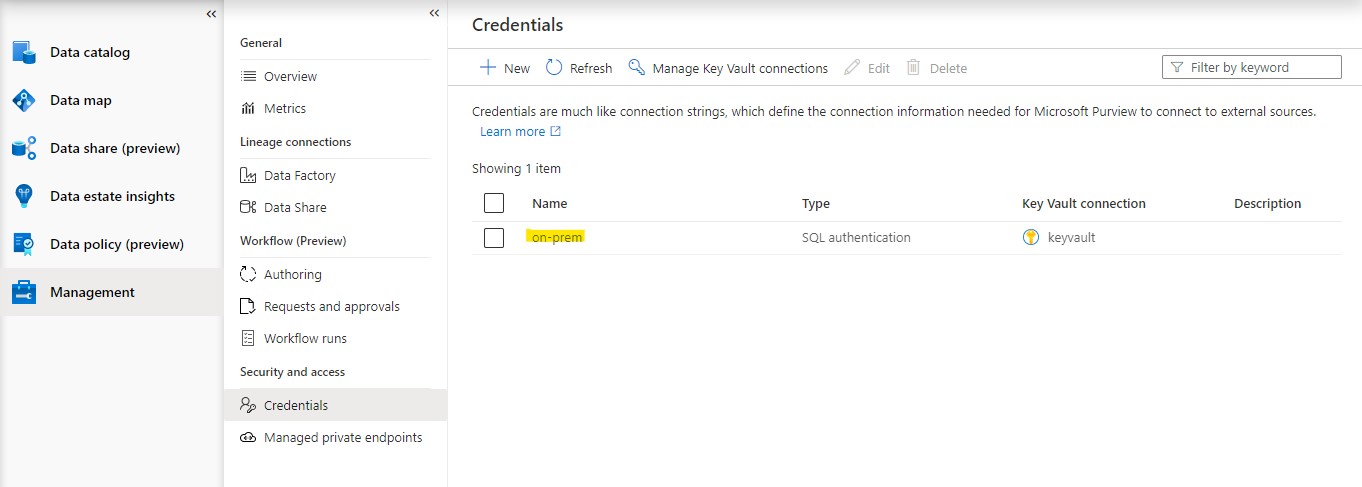 Data catalog
Data map
Data share (preview)
Data estate insights
Data policy (preview)
Management
General
Overview
Metrics
Lineage connections
Data Factory
Data Share
Workflow (Preview)
Authoring
Requests and approvals
Workflow runs
Security and access
Credentials
Managed private endpoints
Credentials
New Refresh Manage Key Vault connections Edit Delete Filter by keyword
Credentials are much like connection strings, which define the connection information needed for Microsoft Purview to connect to external sources.
Learn more
Showing 1 item
Name Type Key Vault connection Description
on-prem SQL authentication keyvault